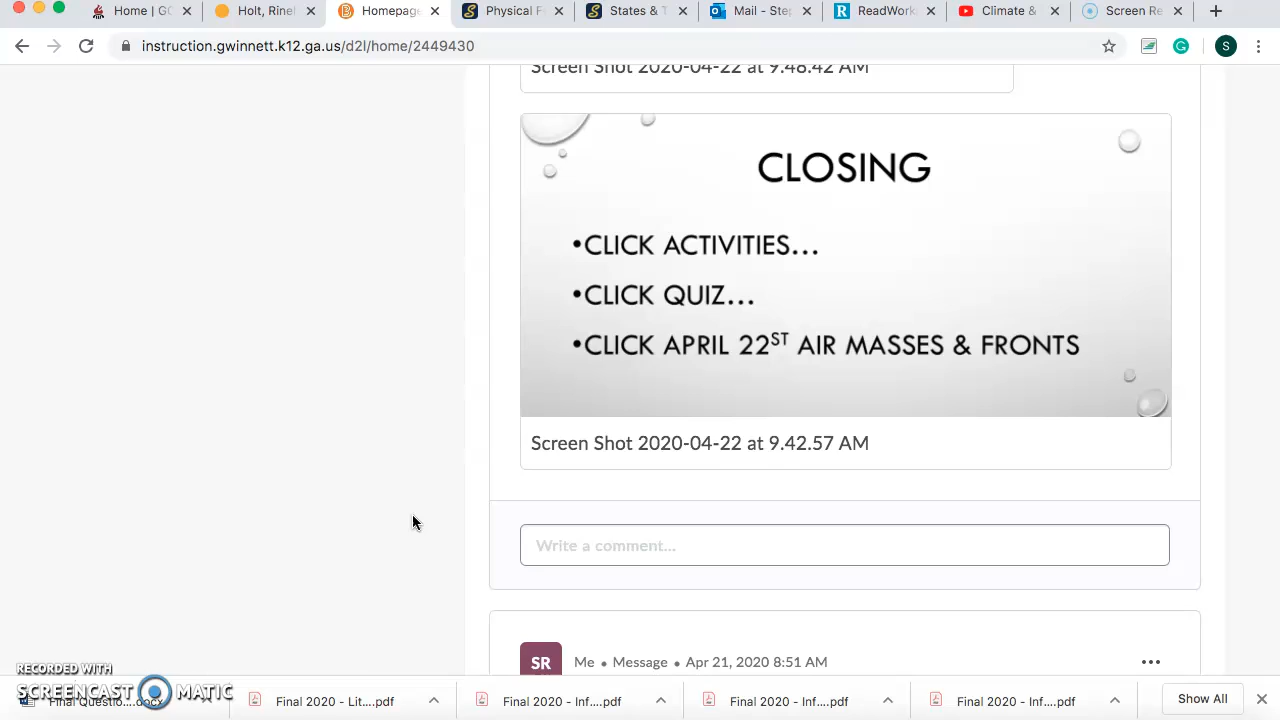 Home | GC
Holt, Rineh
Homepage
Physical F
States & T
Mail - Step
ReadWork
Climate &
Screen Re
instruction.gwinnett.k12.ga.us/d2l/home/2449430
S
Screen Shot 2020-04-22 at 9.48.42 AM
CLOSING
•CLICK ACTIVITIES...
•CLICK QUIZ...
•CLICK APRIL 22ST AIR MASSES & FRONTS
Screen Shot 2020-04-22 at 9.42.57 AM
Write a comment...
SR Me • Message • Apr 21, 2020 8:51 AM
RECORDED WITH
SCREENCAST MATIC
Final Questio....docx
Final 2020 - Lit....pdf
Final 2020 - Inf....pdf
Final 2020 - Inf....pdf
Final 2020 - Inf....pdf
Show All